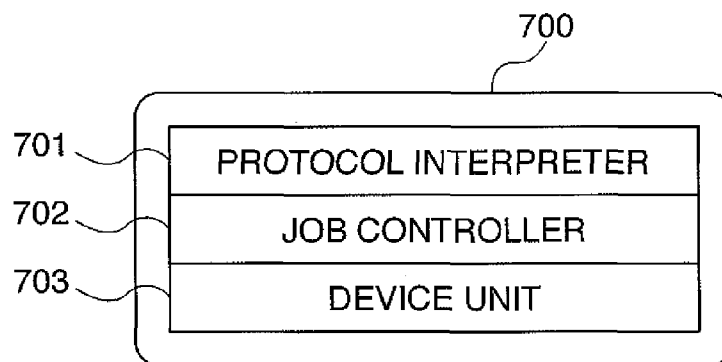 700
701 PROTOCOL INTERPRETER
702 JOB CONTROLLER
703 DEVICE UNIT